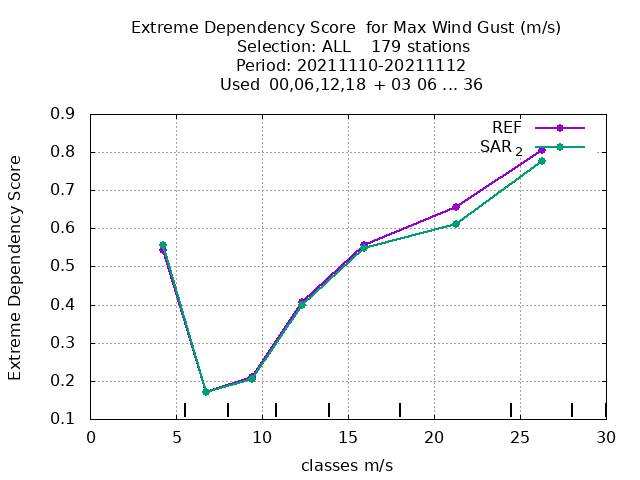 Extreme Dependency Score  for Max Wind Gust (m/s)
Selection: ALL    179 stations
Period: 20211110-20211112
Used  00,06,12,18  + 03 06 ... 36
REF
SAR 2
Extreme Dependency Score
0.9
0.8
0.7
0.6
0.5
0.4
0.3
0.2
0.1
0 5 10 15 20 25 30
classes m/s